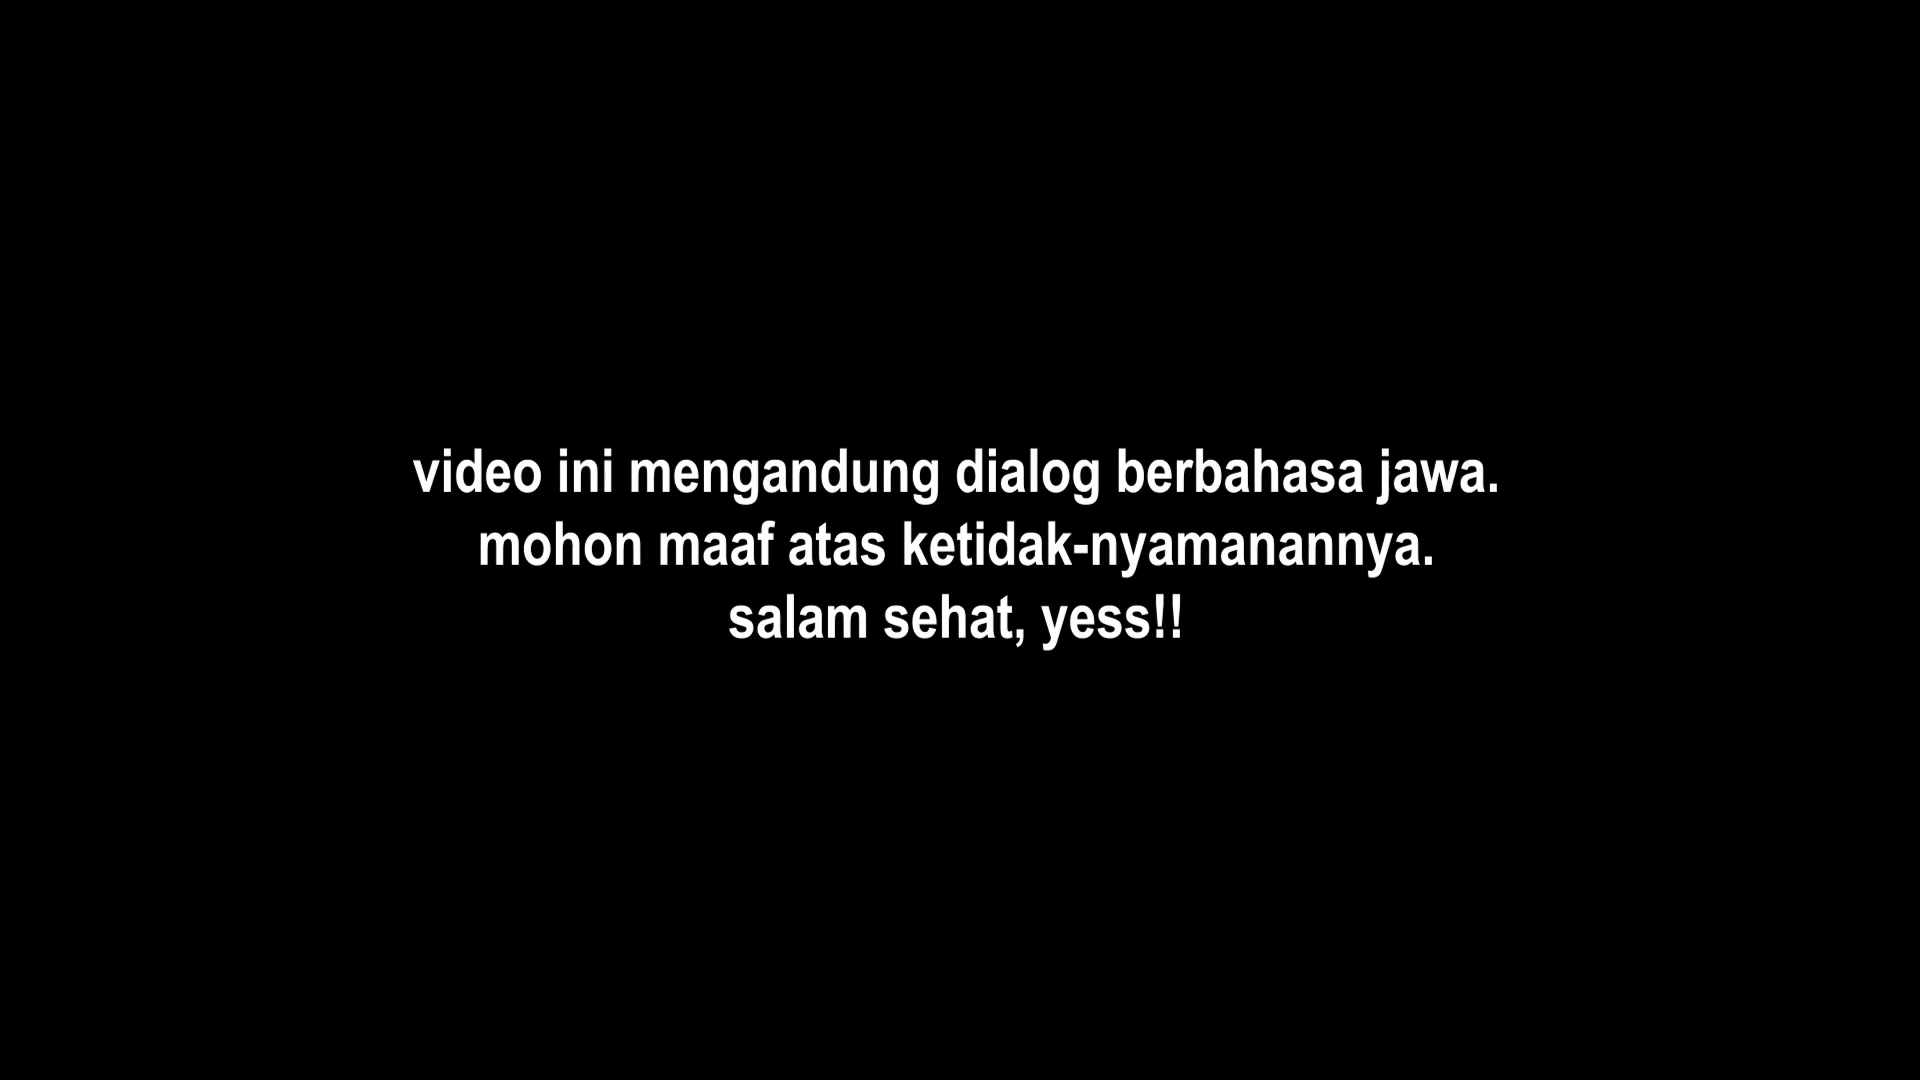 video ini mengandung dialog berbahasa jawa.
mohon maaf atas ketidak-nyamanannya.
salam sehat, yess!!